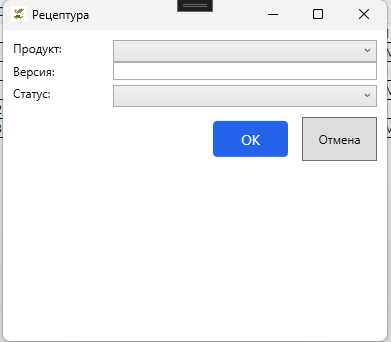 Рецептура
Продукт:
Версия:
Статус:
OK
Отмена